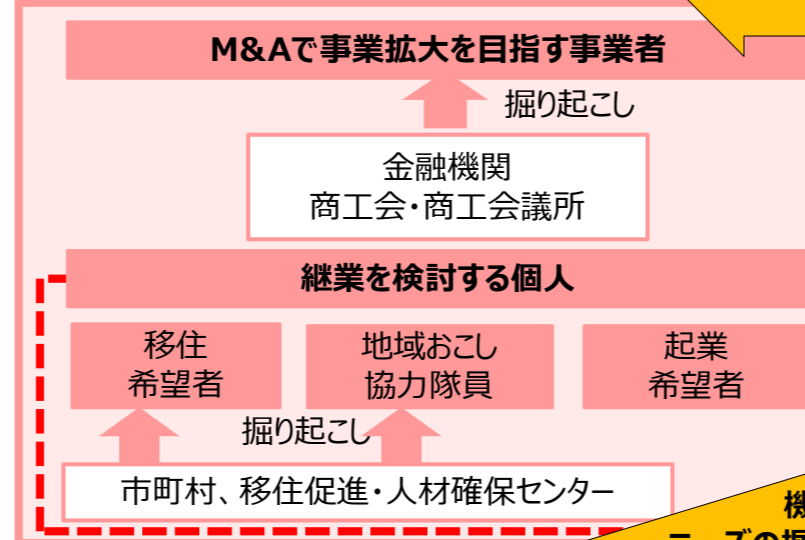 M&Aで事業拡大を目指す事業者
掘り起こし
金融機関
商工会・商工会議所
継業を検討する個人
移住
希望者
地域おこし
協力隊員
起業
希望者
掘り起こし
市町村、移住促進・人材確保センター
機